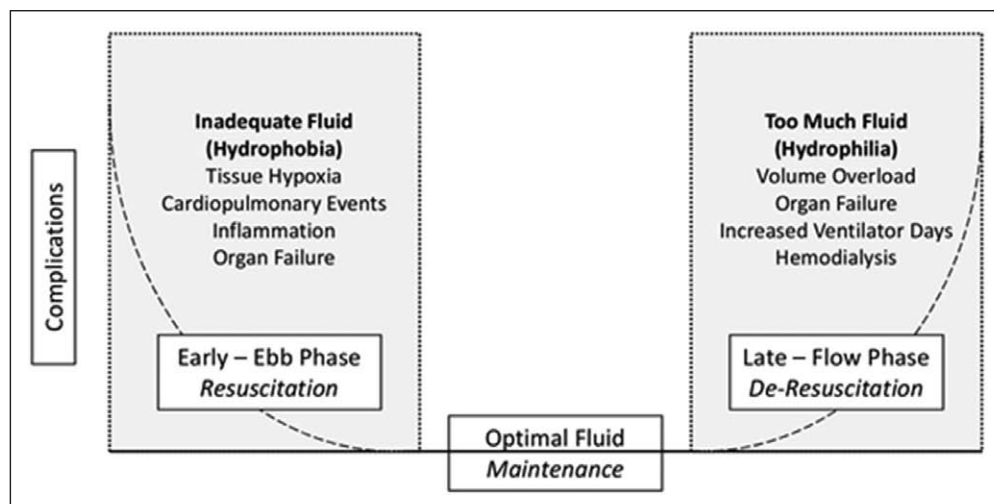 Complications
Inadequate Fluid
(Hydrophobia)
Tissue Hypoxia
Cardiopulmonary Events
Inflammation
Organ Failure
Early – Ebb Phase
Resuscitation
Optimal Fluid
Maintenance
Too Much Fluid
(Hydrophilia)
Volume Overload
Organ Failure
Increased Ventilator Days
Hemodialysis
Late – Flow Phase
De-Resuscitation